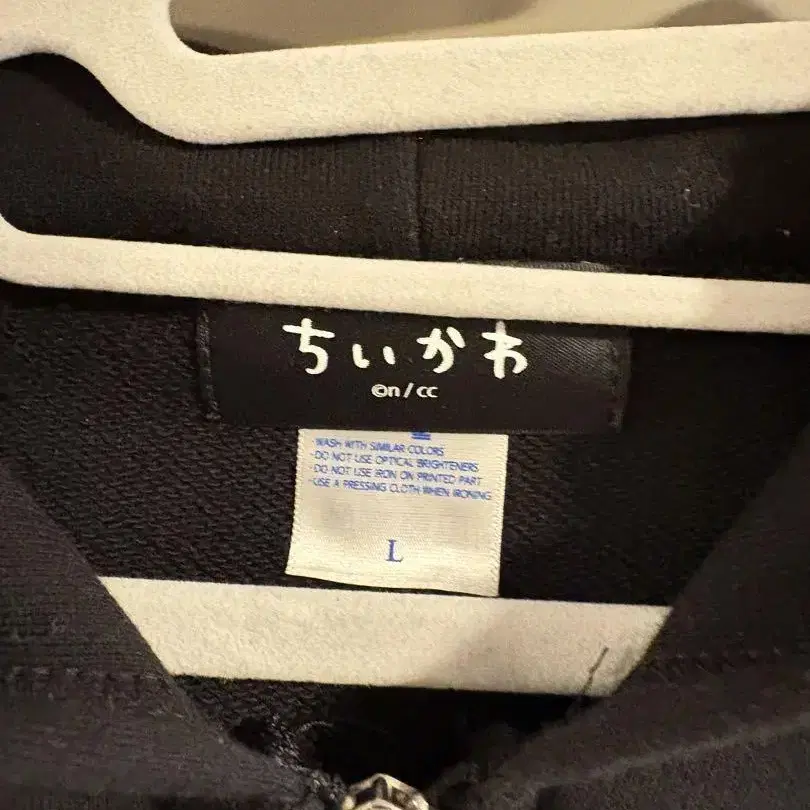 ちいかわ
©n/cc
-WASH WITH SIMILAR COLORS
-DO NOT USE OPTICAL BRIGHTENERS
-DO NOT USE IRON ON PRINTED PART
-USE A PRESSING CLOTH WHEN IRONING
L